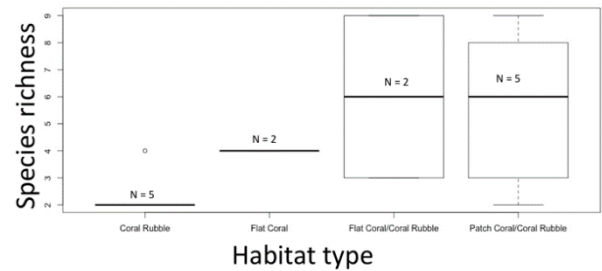 Species richness
9
8
7
6
5
4
3
2
N = 5
N = 2
N = 2
N = 5
Coral Rubble
Flat Coral
Flat Coral/Coral Rubble
Patch Coral/Coral Rubble
Habitat type